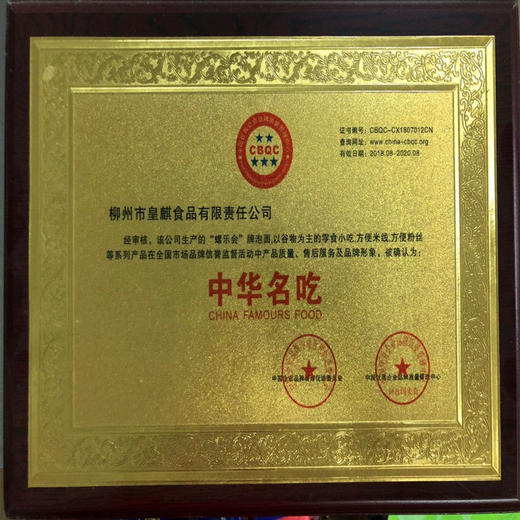 CBQC
证书编号：CBQC-CX1807012CN
查询网址：www.china-cbqc.org
有效日期：2018.08-2020.08
柳州市皇麒食品有限责任公司
经审核，该公司生产的“螺乐会”牌泡面,以谷物为主的零食小吃,方便米线,方便粉丝
等系列产品在全国市场品牌信誉监督活动中产品质量、售后服务及品牌形象，被确认为：
中华名吃
CHINA FAMOURS FOOD